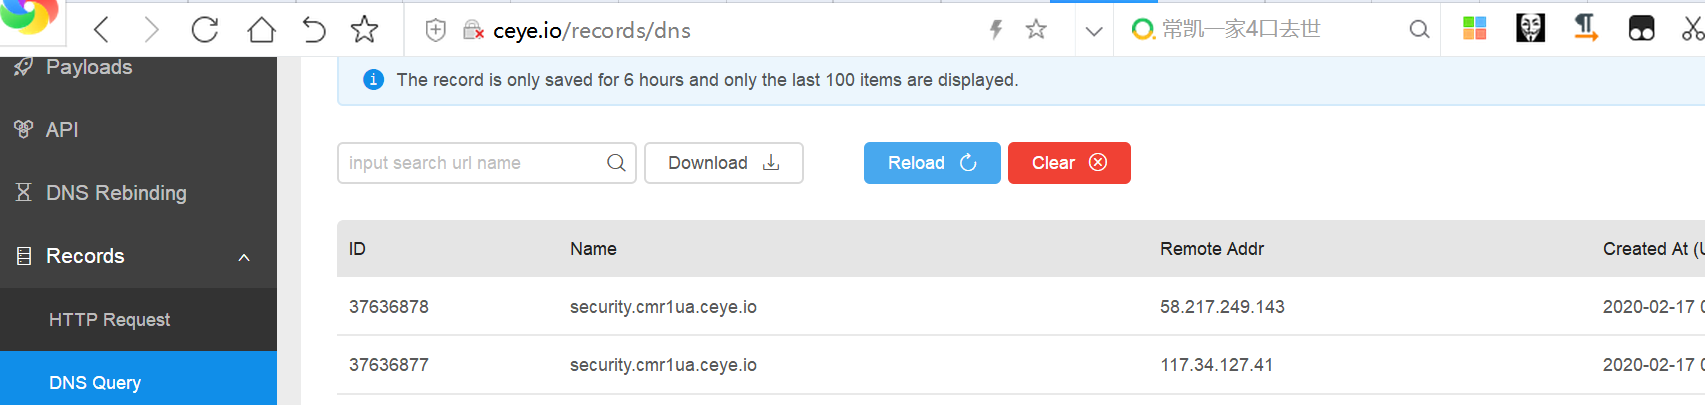 ceye.io/records/dns
常凯一家4口去世
Payloads
The record is only saved for 6 hours and only the last 100 items are displayed.
API
input search url name
Download
Reload
Clear
DNS Rebinding
Records
ID Name Remote Addr Created At (U
37636878 security.cmr1ua.ceye.io 58.217.249.143 2020-02-17 0
HTTP Request
37636877 security.cmr1ua.ceye.io 117.34.127.41 2020-02-17 0
DNS Query